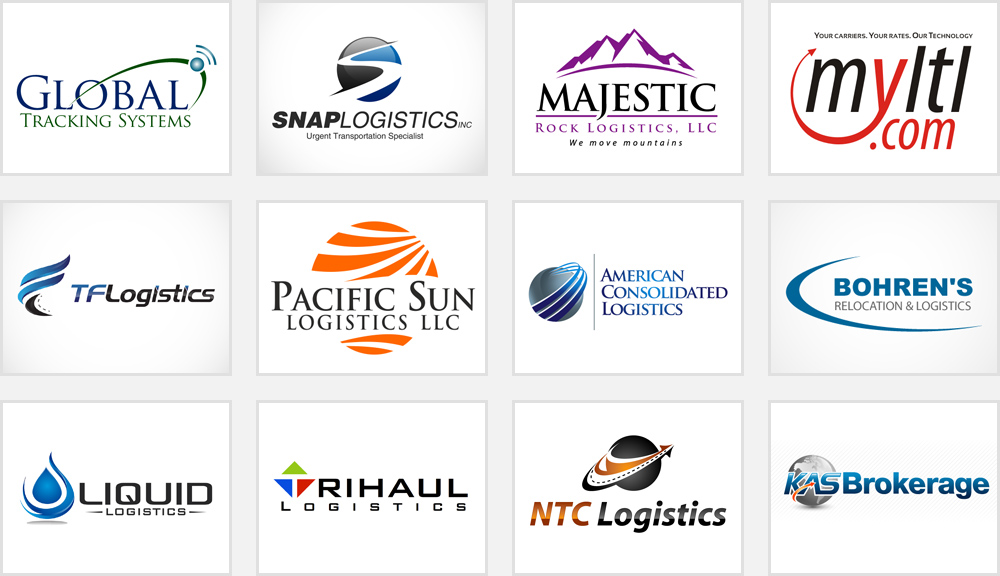 GLOBAL
TRACKING SYSTEMS
SNAPLOGISTICS INC
Urgent Transportation Specialist
MAJESTIC
ROCK LOGISTICS, LLC
We move mountains
YOUR CARRIERS. YOUR RATES. OUR TECHNOLOGY
myltl
.com
TFLogistics
PACIFIC SUN
LOGISTICS LLC
AMERICAN
CONSOLIDATED
LOGISTICS
BOHREN'S
RELOCATION & LOGISTICS
LIQUID
LOGISTICS
TRIHAUL
LOGISTICS
NTC Logistics
KAS Brokerage